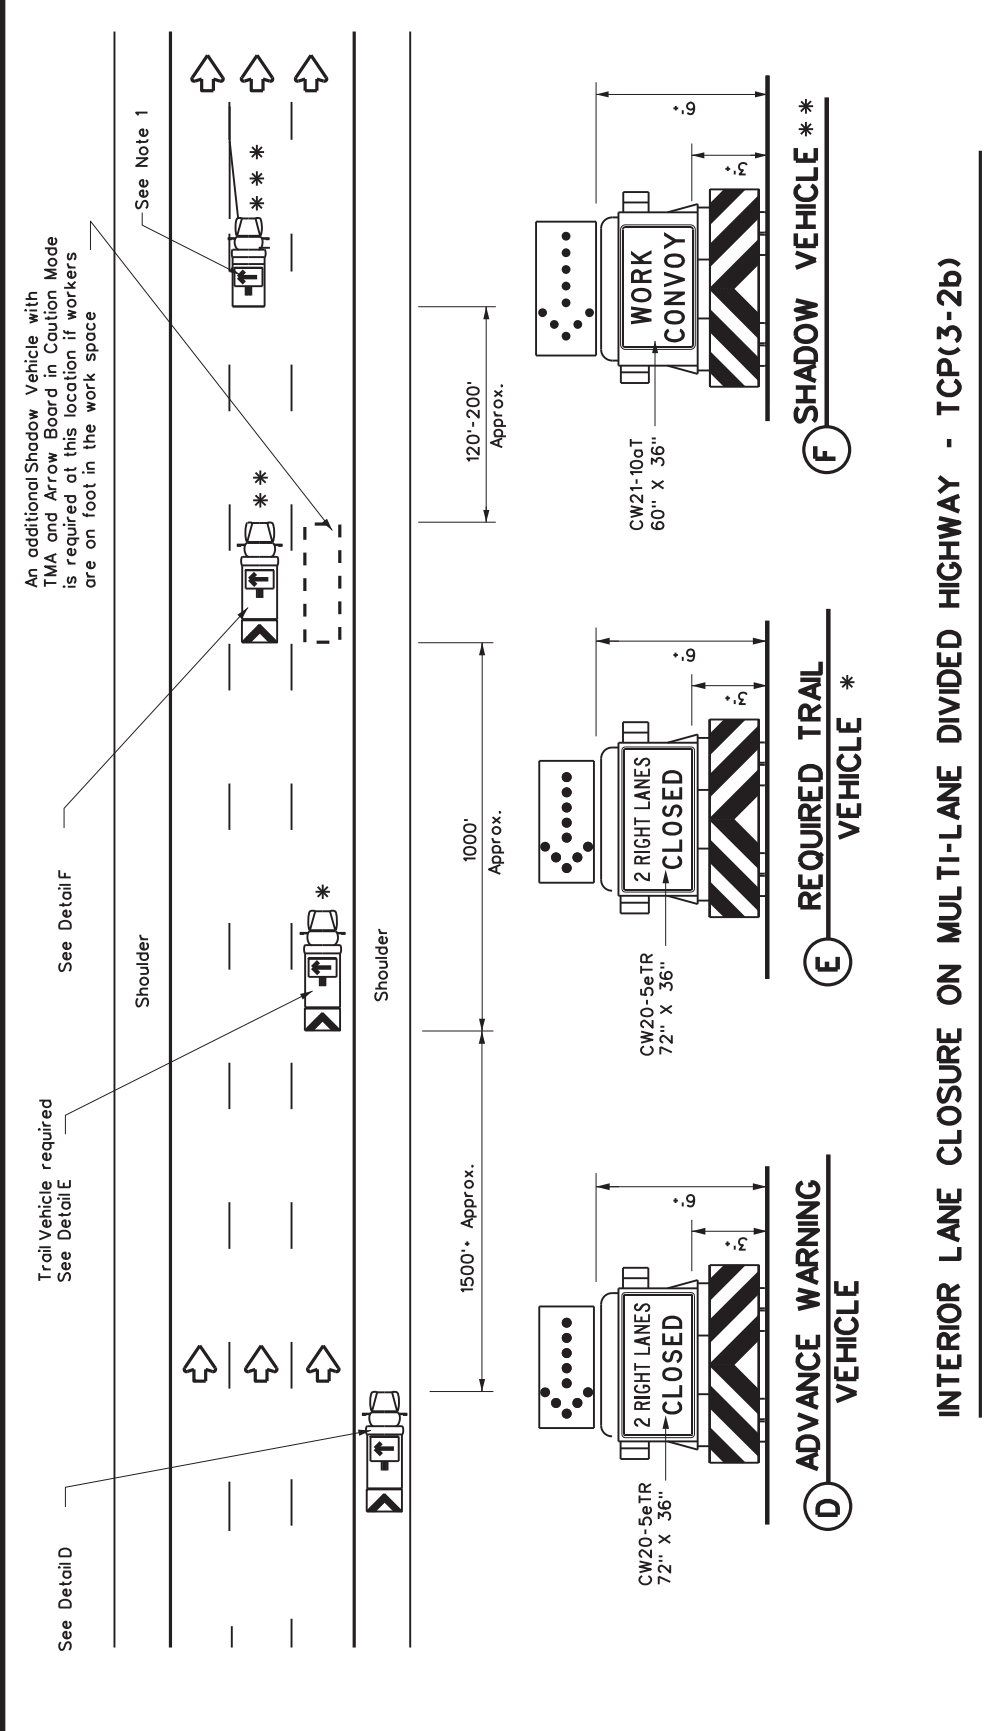 An additional Shadow Vehicle with
TMA and Arrow Board in Caution Mode
is required at this location if workers
are on foot in the work space
Trail Vehicle required
See Detail E
See Detail D
See Detail F
See Note 1
Shoulder
* * *
* *
*
Shoulder
1500'+ Approx.
1000'
Approx.
120'-200'
Approx.
2 RIGHT LANES
CLOSED
CW20-5eTR
72" X 36"
6'+
3'+
D
ADVANCE WARNING
VEHICLE
2 RIGHT LANES
CLOSED
CW20-5eTR
72" X 36"
6'+
3'+
E
REQUIRED TRAIL
VEHICLE *
WORK
CONVOY
CW21-10aT
60" X 36"
6'+
3'+
F
SHADOW VEHICLE * *
INTERIOR LANE CLOSURE ON MULTI-LANE DIVIDED HIGHWAY - TCP(3-2b)